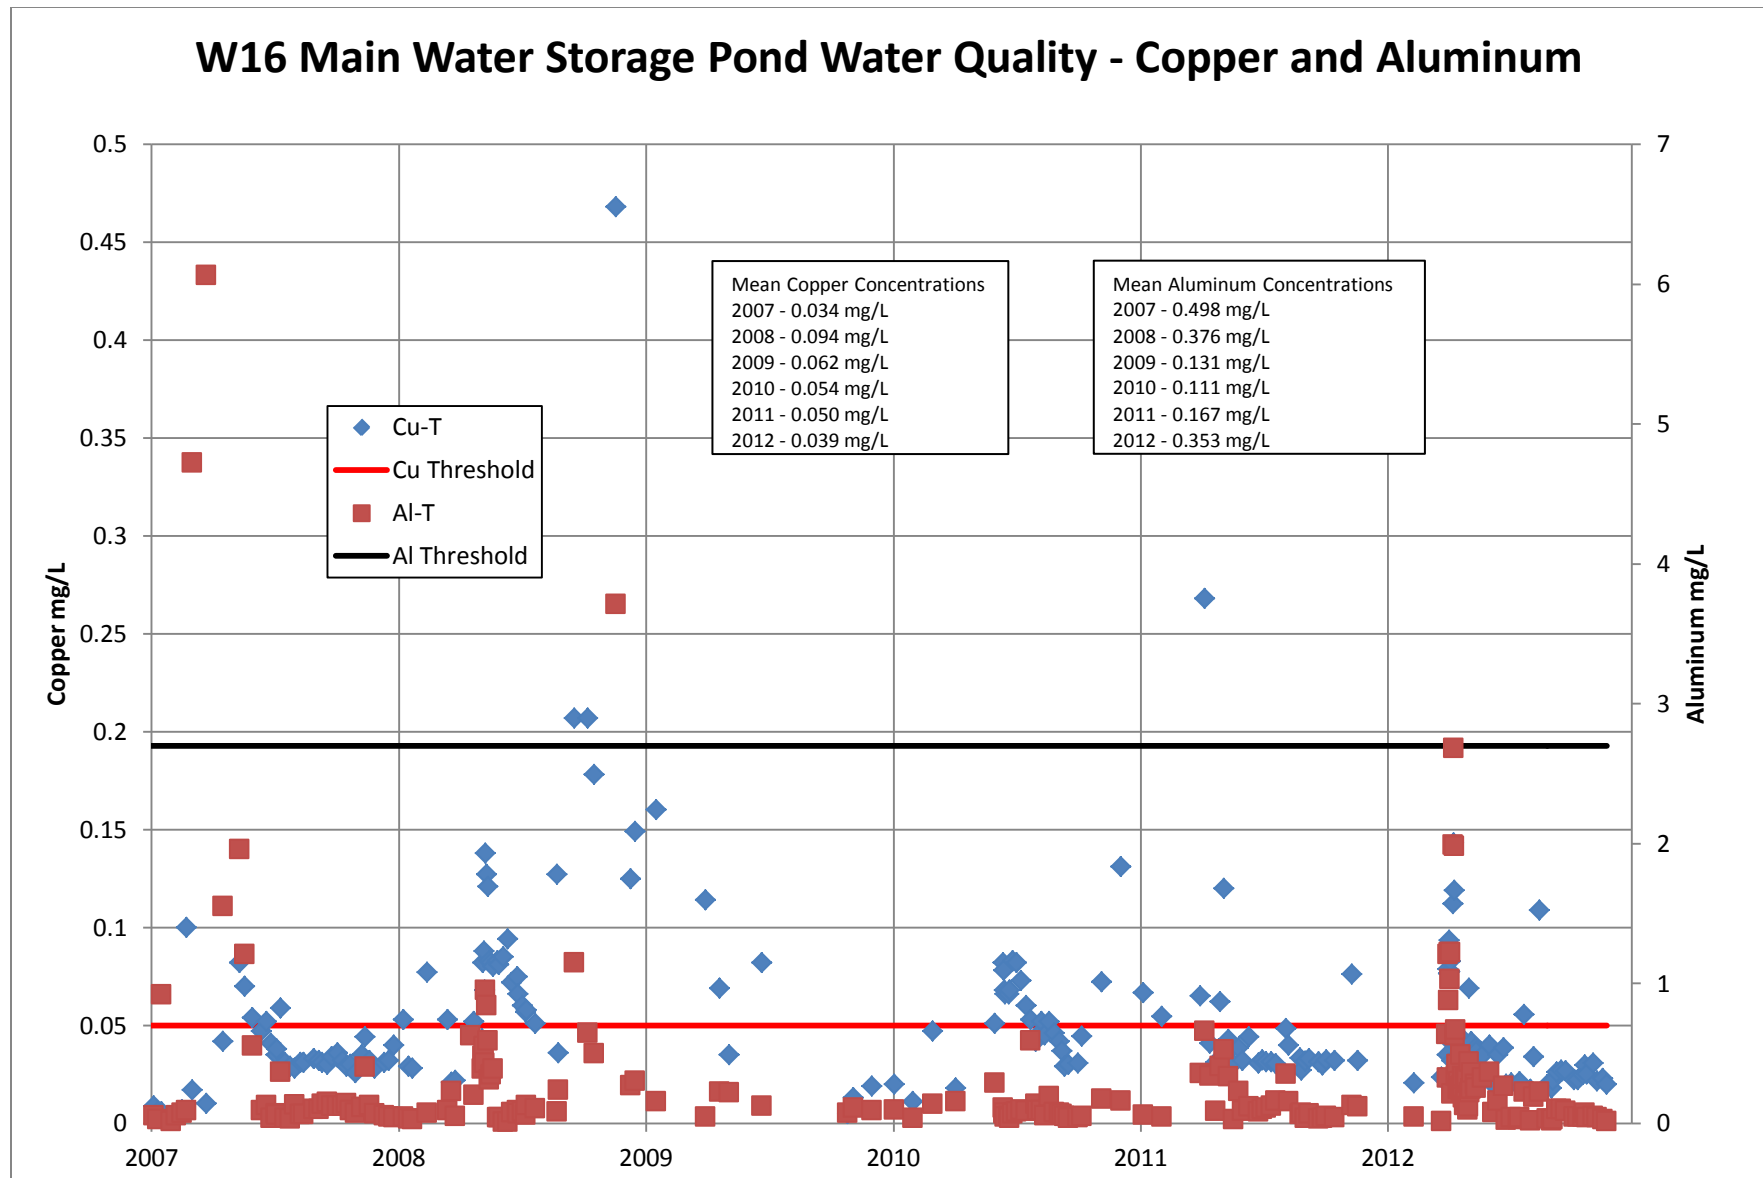 W16 Main Water Storage Pond Water Quality - Copper and Aluminum
0.5
0.45
0.4
0.35
0.3
0.25
0.2
0.15
0.1
0.05
0
Copper mg/L
7
6
5
4
3
2
1
0
Aluminum mg/L
Mean Copper Concentrations
2007 - 0.034 mg/L
2008 - 0.094 mg/L
2009 - 0.062 mg/L
2010 - 0.054 mg/L
2011 - 0.050 mg/L
2012 - 0.039 mg/L
Mean Aluminum Concentrations
2007 - 0.498 mg/L
2008 - 0.376 mg/L
2009 - 0.131 mg/L
2010 - 0.111 mg/L
2011 - 0.167 mg/L
2012 - 0.353 mg/L
Cu-T
Cu Threshold
Al-T
Al Threshold
2007 2008 2009 2010 2011 2012